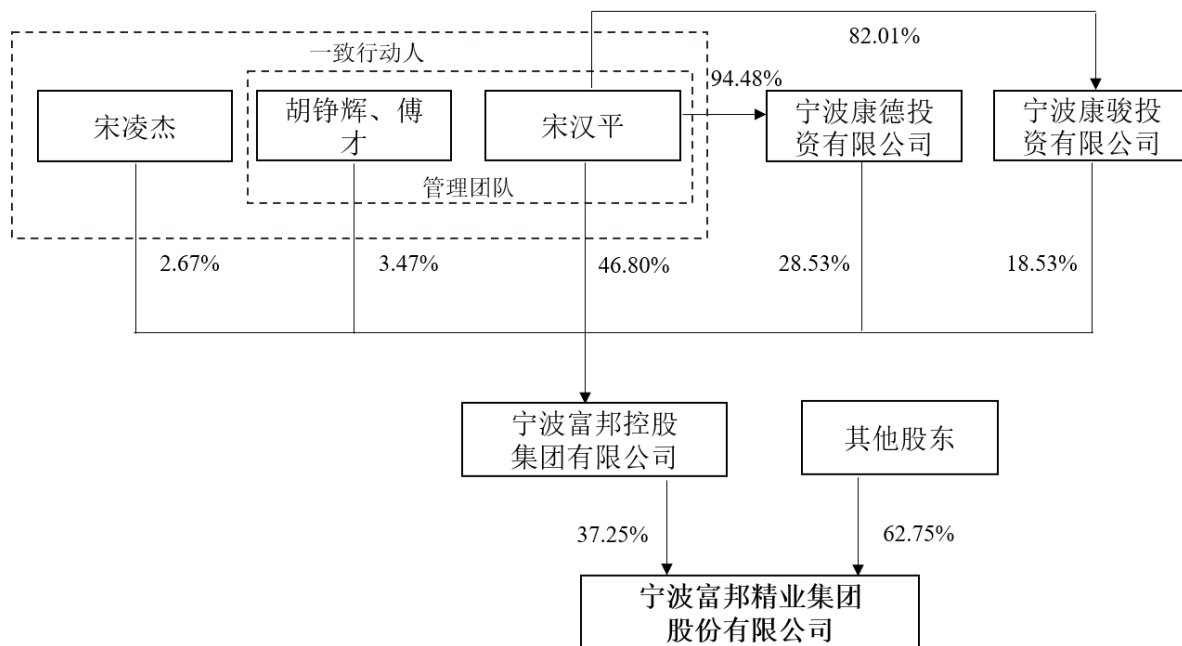 一致行动人
82.01%
94.48%
宋凌杰
胡铮辉、傅
才
宋汉平
宁波康德投
资有限公司
宁波康骏投
资有限公司
管理团队
2.67%
3.47%
46.80%
28.53%
18.53%
宁波富邦控股
集团有限公司
其他股东
37.25%
62.75%
宁波富邦精业集团
股份有限公司